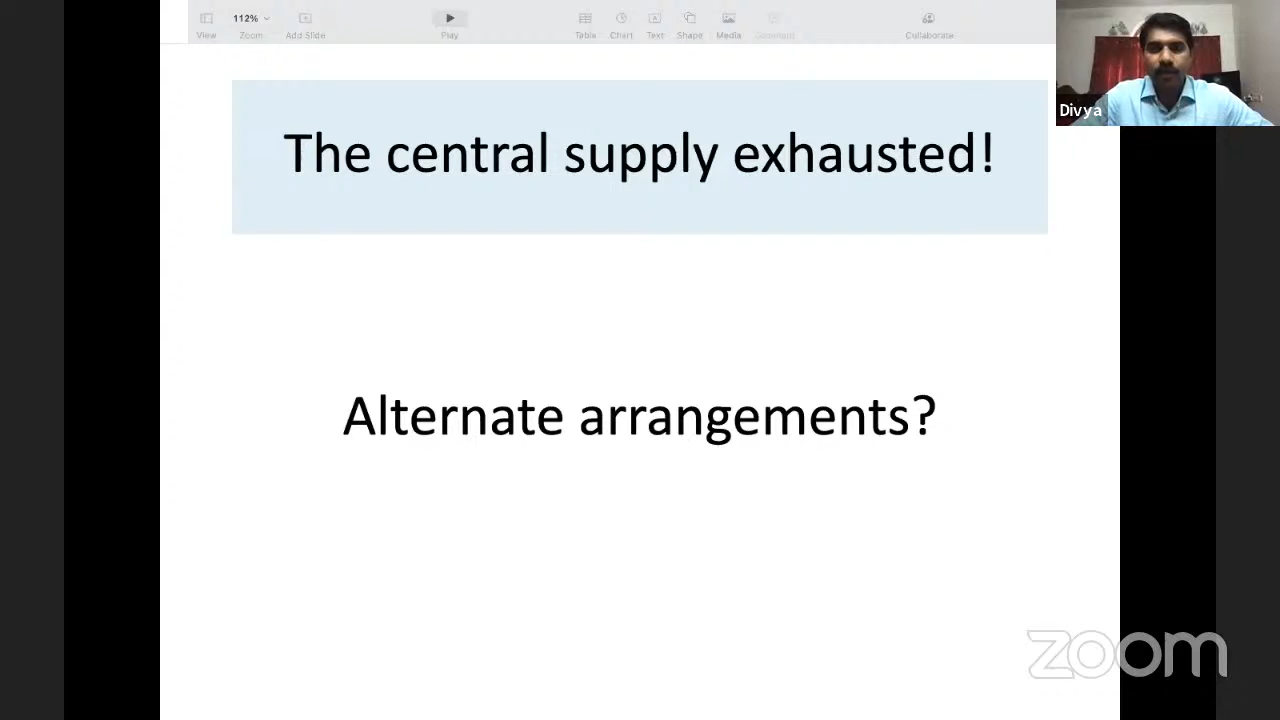 112%
View
Zoom
Add Slide
Play
Table
Chart
Text
Shape
Media
Comment
Collaborate
Divya
The central supply exhausted!
Alternate arrangements?
zoom